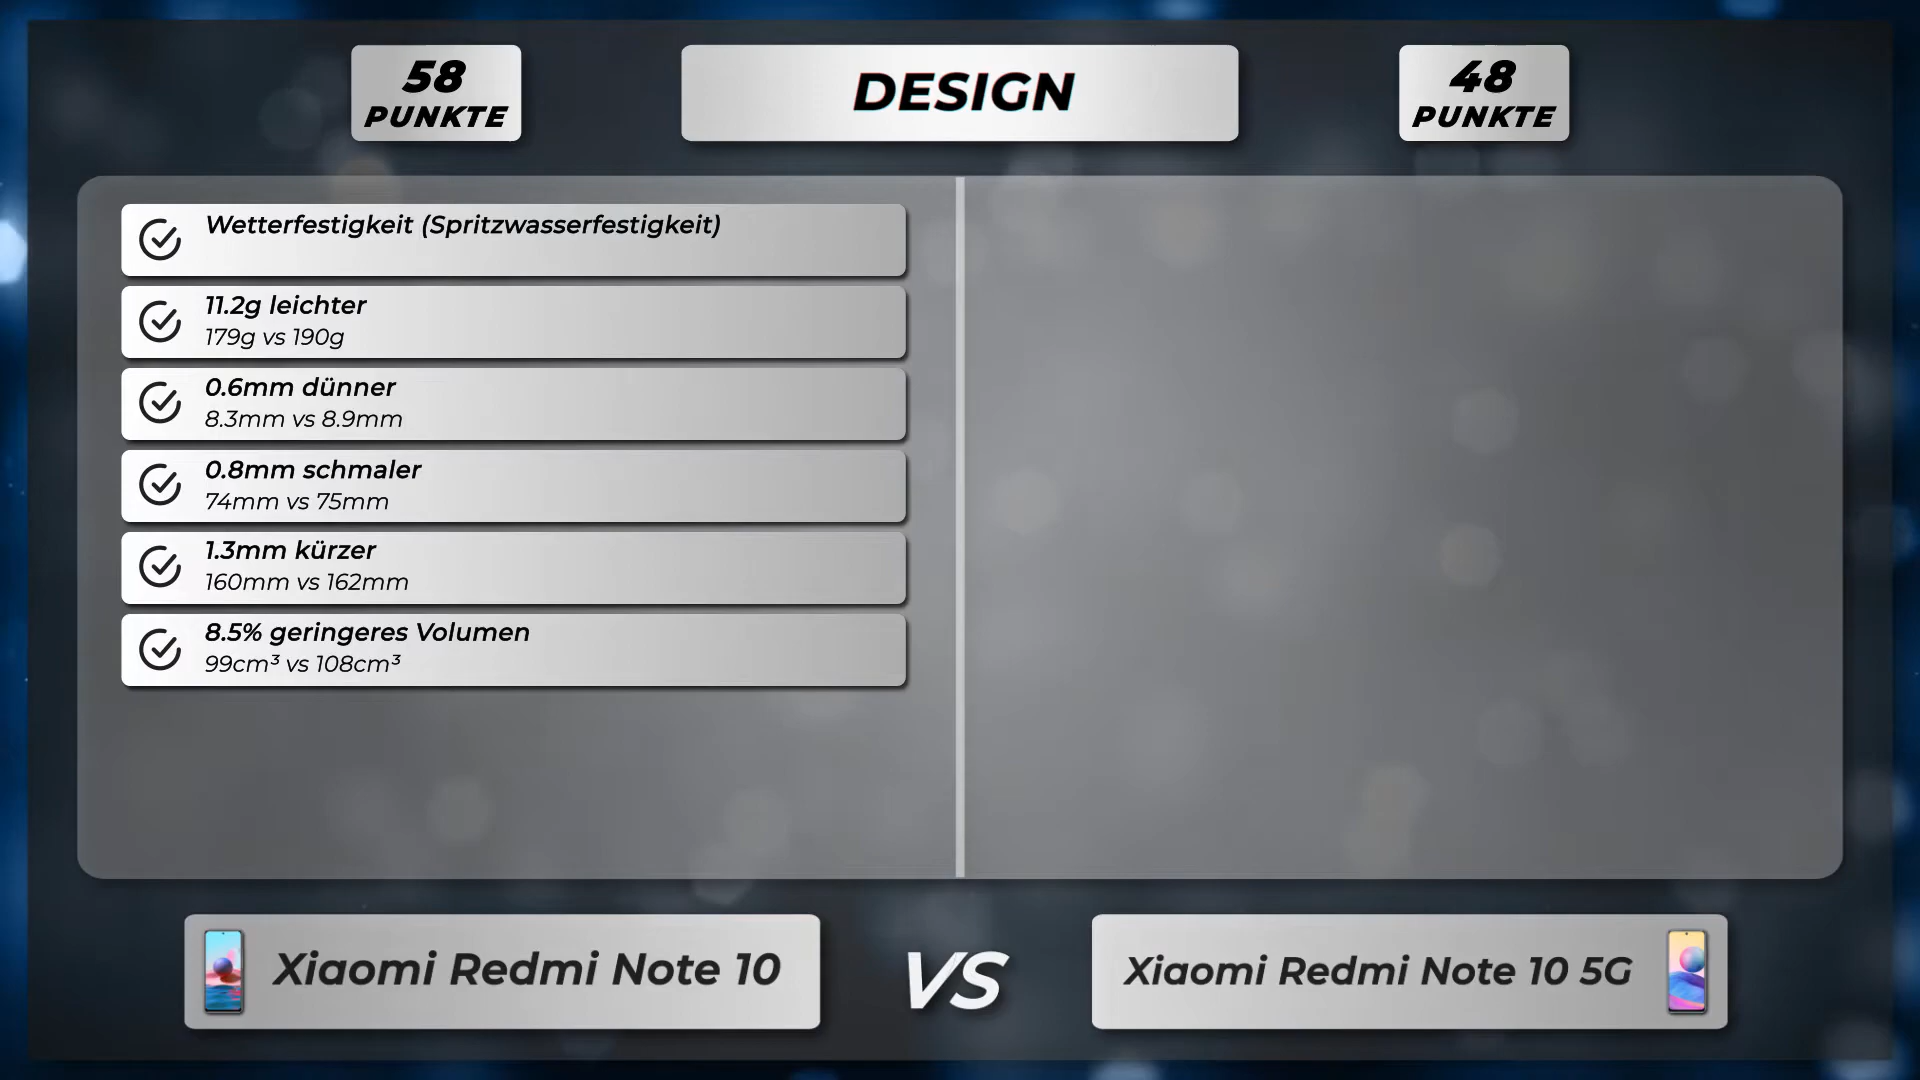 58
PUNKTE
DESIGN
48
PUNKTE
Wetterfestigkeit (Spritzwasserfestigkeit)
11.2g leichter
179g vs 190g
0.6mm dünner
8.3mm vs 8.9mm
0.8mm schmaler
74mm vs 75mm
1.3mm kürzer
160mm vs 162mm
8.5% geringeres Volumen
99cm³ vs 108cm³
Xiaomi Redmi Note 10
VS
Xiaomi Redmi Note 10 5G